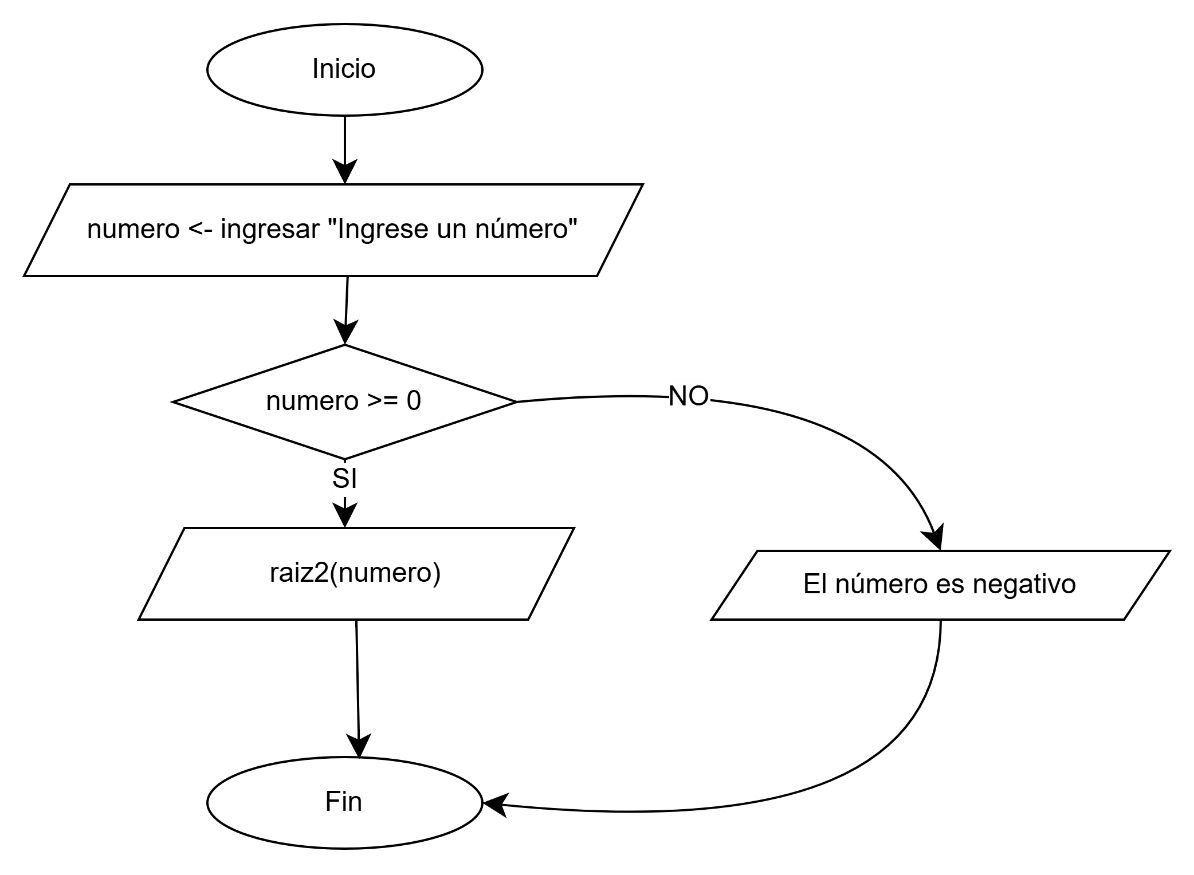 Inicio
numero <- ingresar "Ingrese un número"
numero >= 0
NO
SI
raiz2(numero)
El número es negativo
Fin